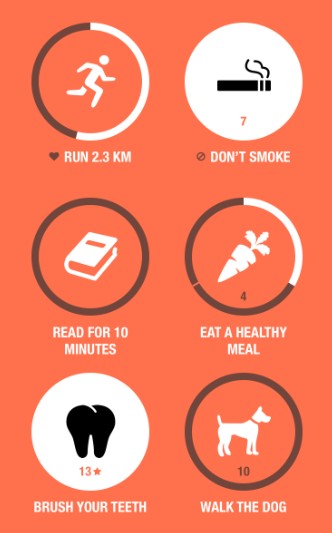 RUN 2.3 KM
7
DON'T SMOKE
READ FOR 10
MINUTES
4
EAT A HEALTHY
MEAL
13★
BRUSH YOUR TEETH
10
WALK THE DOG